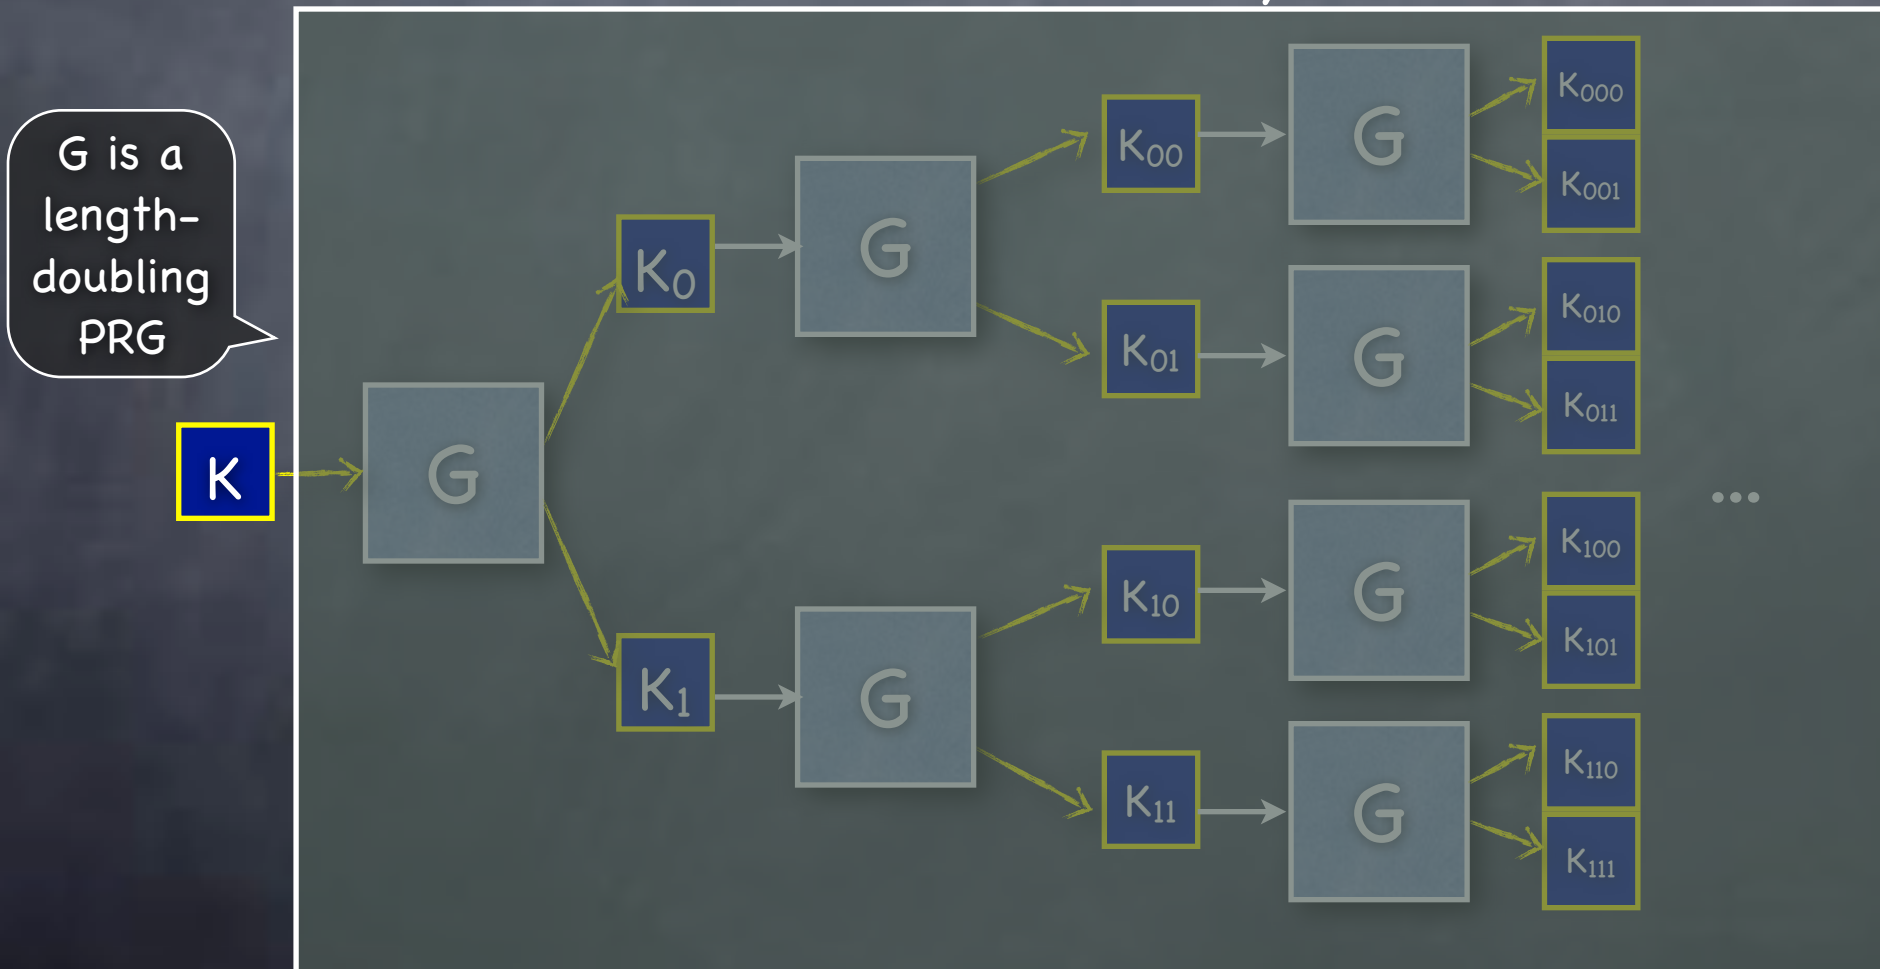 G is a
length-
doubling
PRG
K
G
K0
K1
G
G
K00
K01
K10
K11
G
G
G
G
K000
K001
K010
K011
K100
K101
K110
K111
...